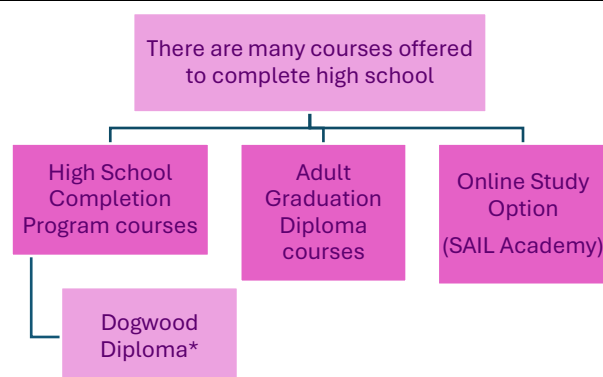 There are many courses offered
to complete high school
High School
Completion
Program courses
Adult
Graduation
Diploma
courses
Online Study
Option
(SAIL Academy)
Dogwood
Diploma*